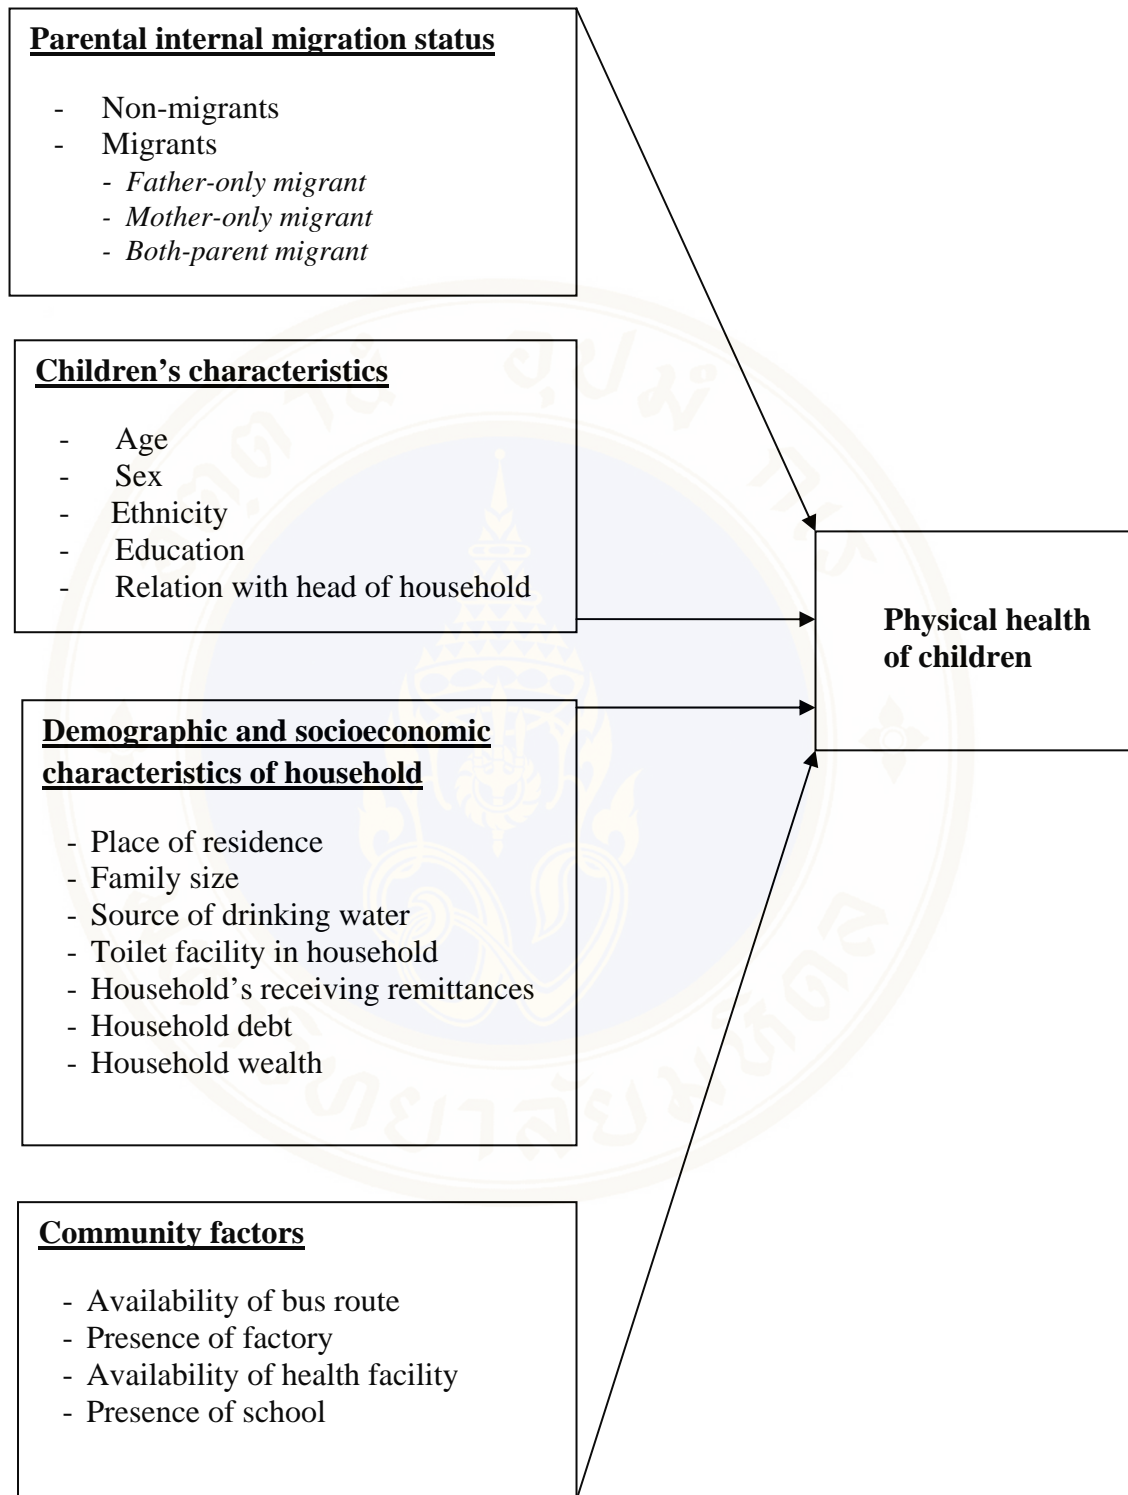 Parental internal migration status
- Non-migrants
- Migrants
- Father-only migrant
- Mother-only migrant
- Both-parent migrant
Children’s characteristics
- Age
- Sex
- Ethnicity
- Education
- Relation with head of household
Physical health
of children
Demographic and socioeconomic
characteristics of household
- Place of residence
- Family size
- Source of drinking water
- Toilet facility in household
- Household’s receiving remittances
- Household debt
- Household wealth
Community factors
- Availability of bus route
- Presence of factory
- Availability of health facility
- Presence of school